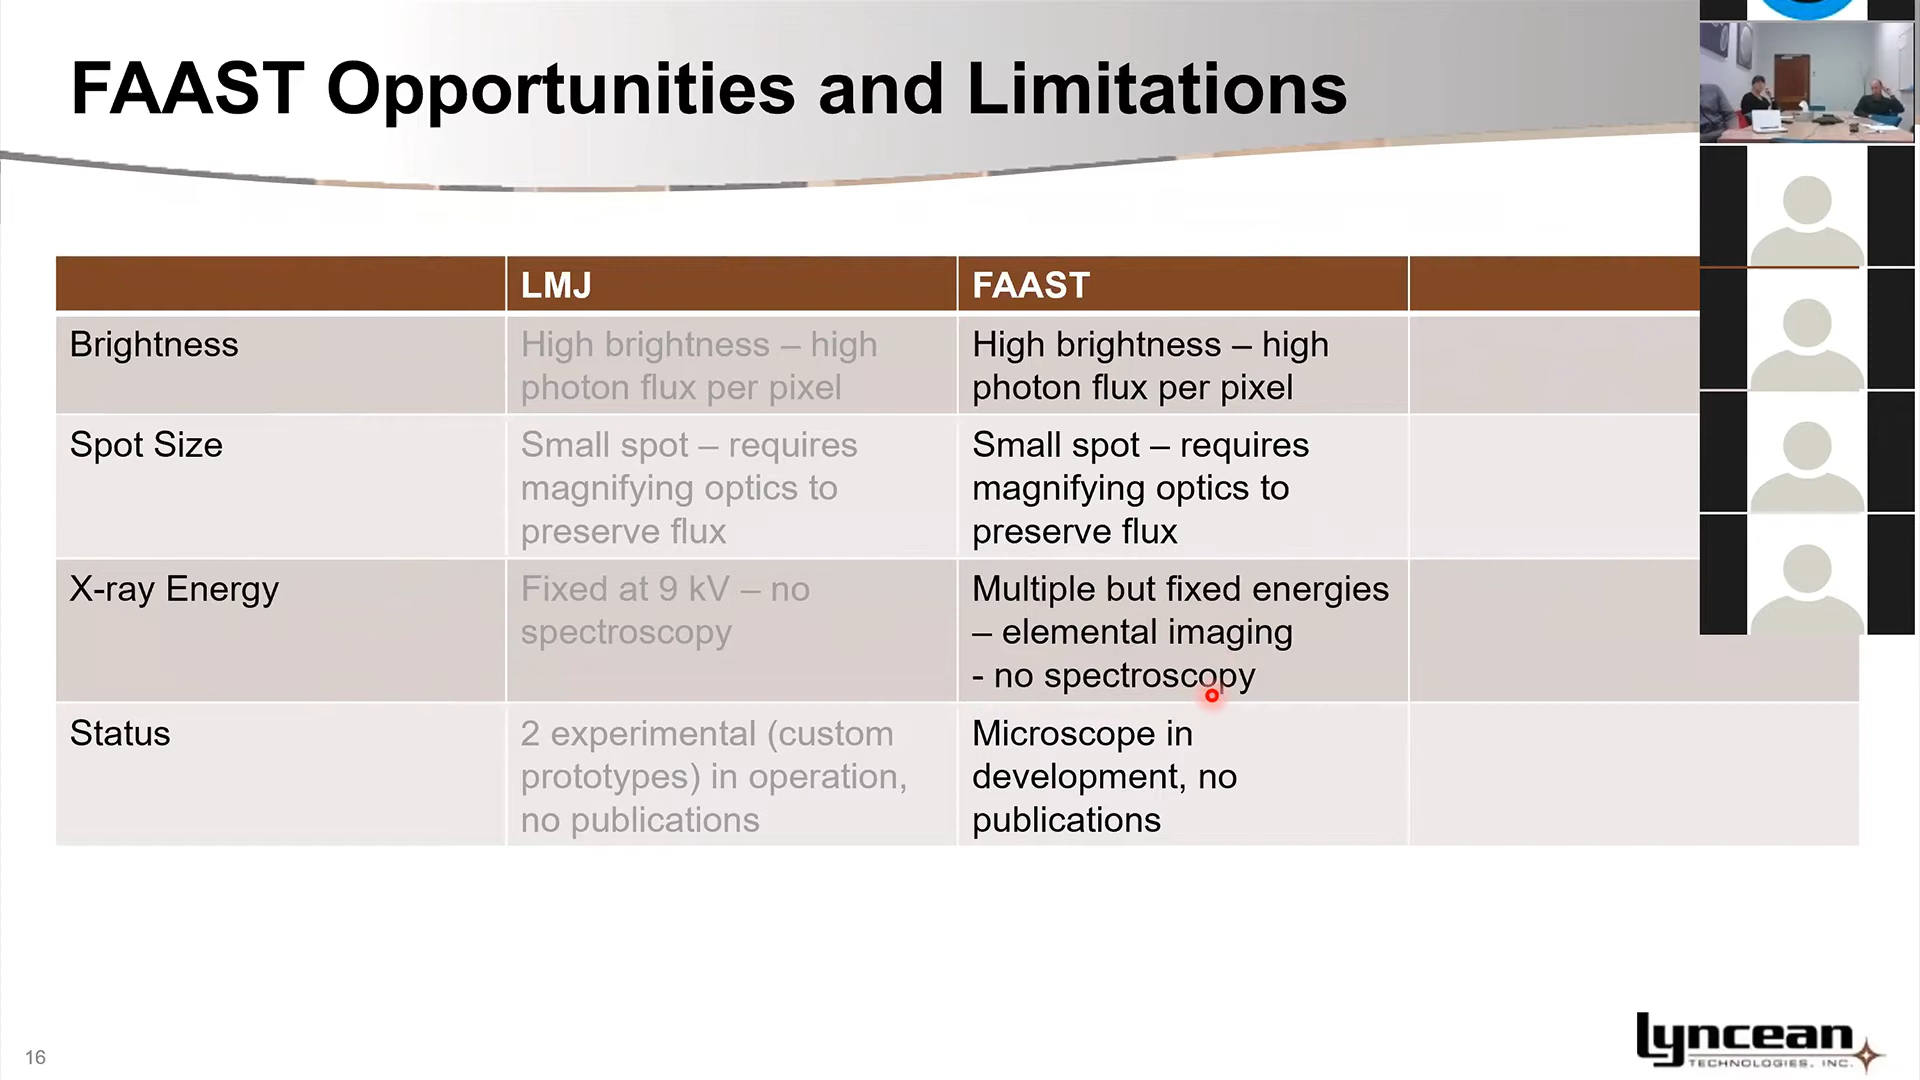 FAAST Opportunities and Limitations
LMJ
FAAST
Brightness
High brightness – high
photon flux per pixel
High brightness – high
photon flux per pixel
Spot Size
Small spot – requires
magnifying optics to
preserve flux
Small spot – requires
magnifying optics to
preserve flux
X-ray Energy
Fixed at 9 kV – no
spectroscopy
Multiple but fixed energies
– elemental imaging
- no spectroscopy
Status
2 experimental (custom
prototypes) in operation,
no publications
Microscope in
development, no
publications
16
lyncean
TECHNOLOGIES, INC.